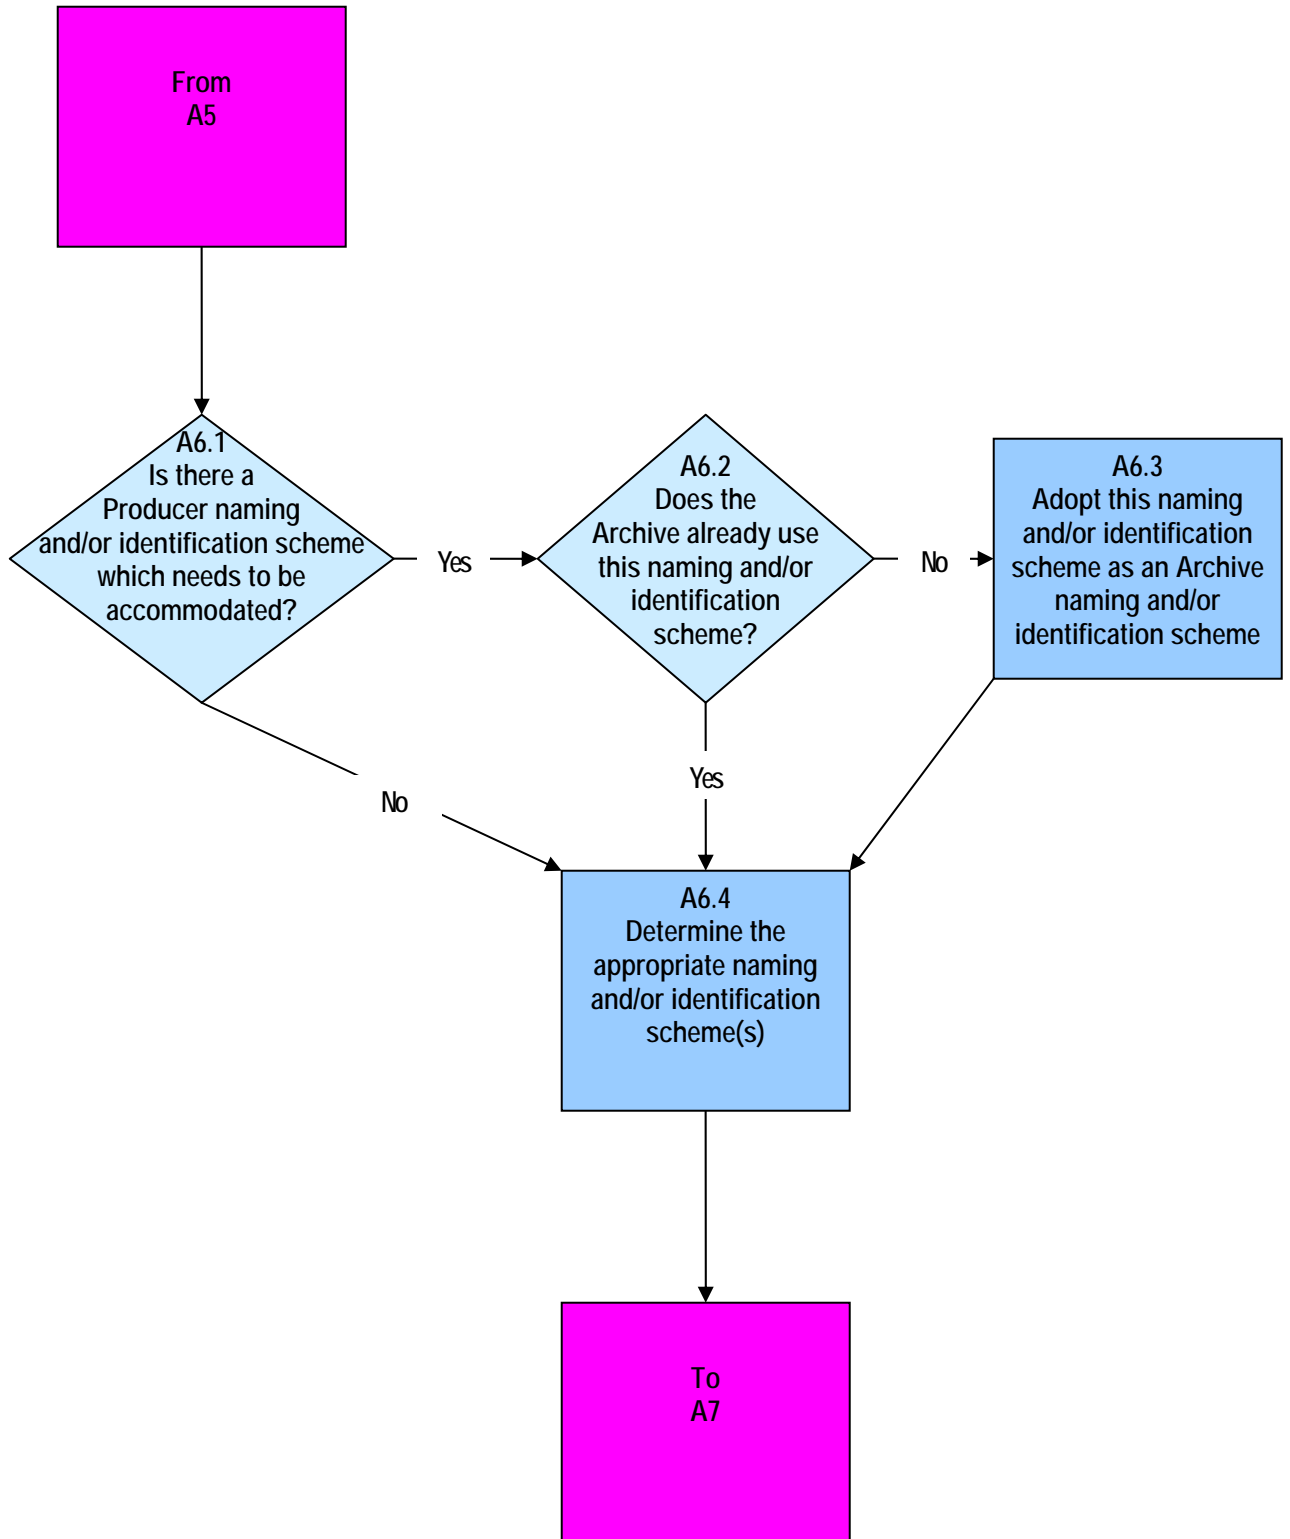 From
A5
A6.1
Is there a
Producer naming
and/or identification scheme
which needs to be
accommodated?
Yes
A6.2
Does the
Archive already use
this naming and/or
identification
scheme?
No
A6.3
Adopt this naming
and/or identification
scheme as an Archive
naming and/or
identification scheme
No
Yes
A6.4
Determine the
appropriate naming
and/or identification
scheme(s)
To
A7